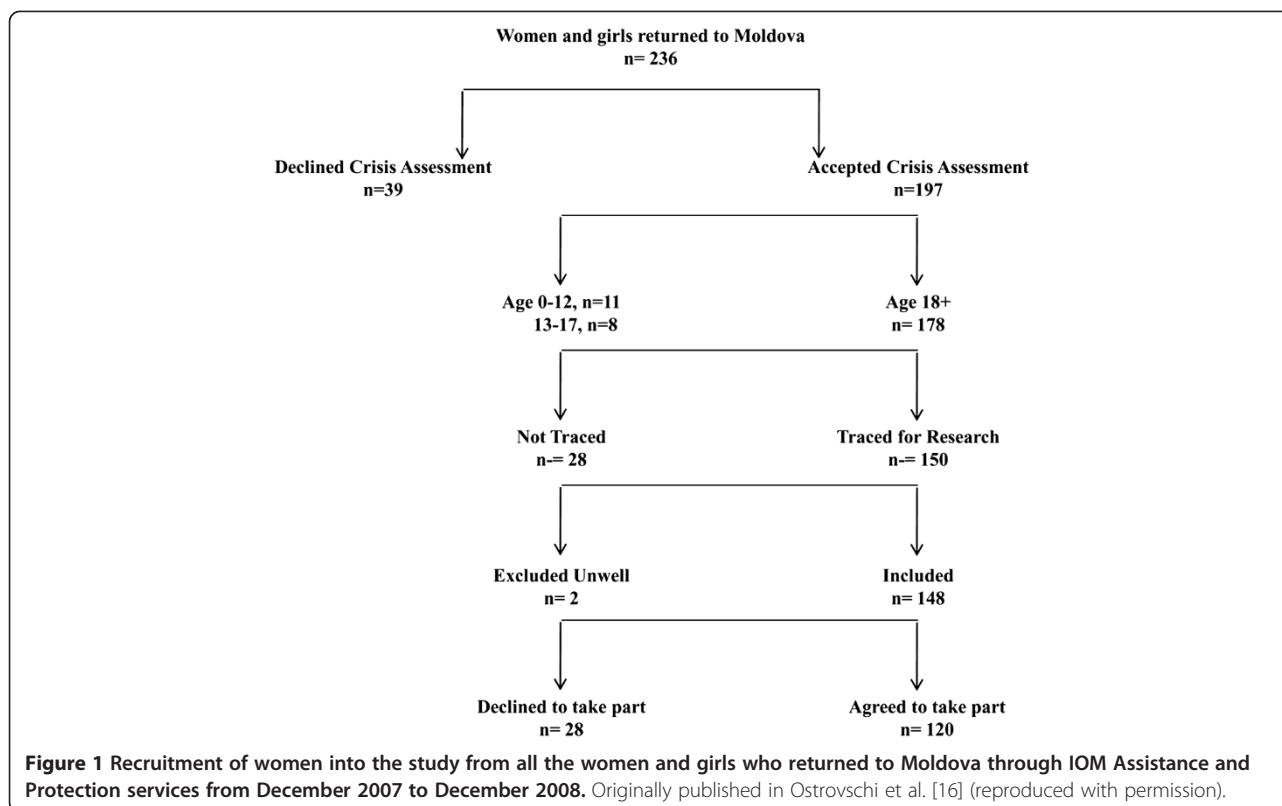 Women and girls returned to Moldova
n= 236
Declined Crisis Assessment
n=39
Accepted Crisis Assessment
n=197
Age 0-12, n=11
13-17, n=8
Age 18+
n= 178
Not Traced
n-= 28
Traced for Research
n-= 150
Excluded Unwell
n= 2
Included
n= 148
Declined to take part
n= 28
Agreed to take part
n= 120
Figure 1 Recruitment of women into the study from all the women and girls who returned to Moldova through IOM Assistance and
Protection services from December 2007 to December 2008. Originally published in Ostrovschi et al. [16] (reproduced with permission).